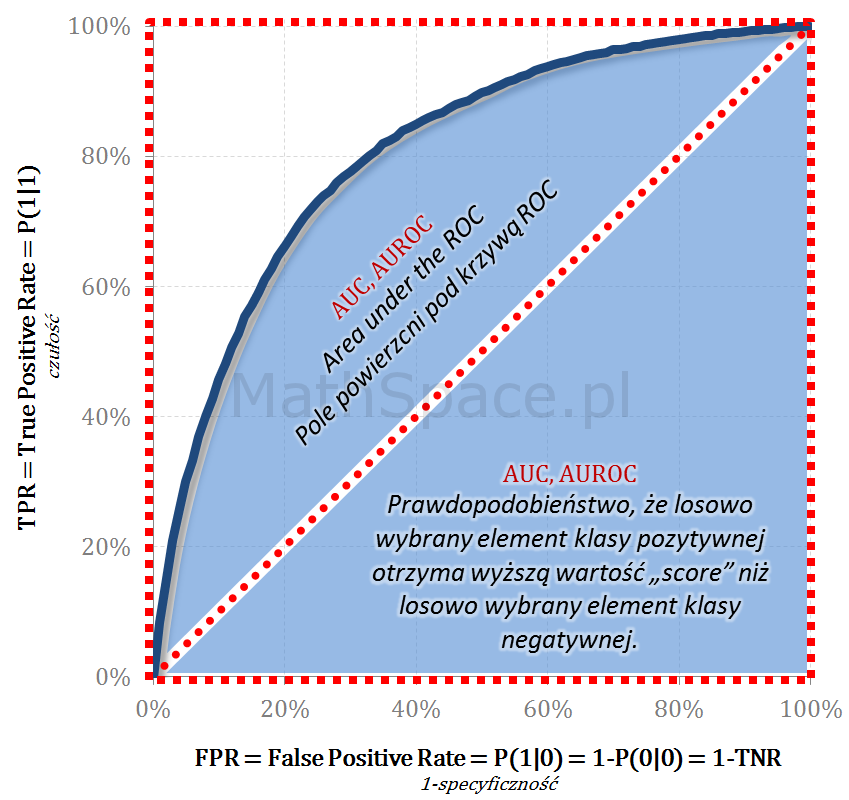 100%
80%
60%
40%
20%
0%
0%
20%
40%
60%
80%
100%
TPR = True Positive Rate = P(1|1)
czułość
AUC, AUROC
Area under the ROC
Pole powierzcni pod krzywą ROC
MathSpace.pl
AUC, AUROC
Prawdopodobieństwo, że losowo
wybrany element klasy pozytywnej
otrzyma wyższą wartość „score” niż
losowo wybrany element klasy
negatywnej.
FPR = False Positive Rate = P(1|0) = 1-P(0|0) = 1-TNR
1-specyficzność